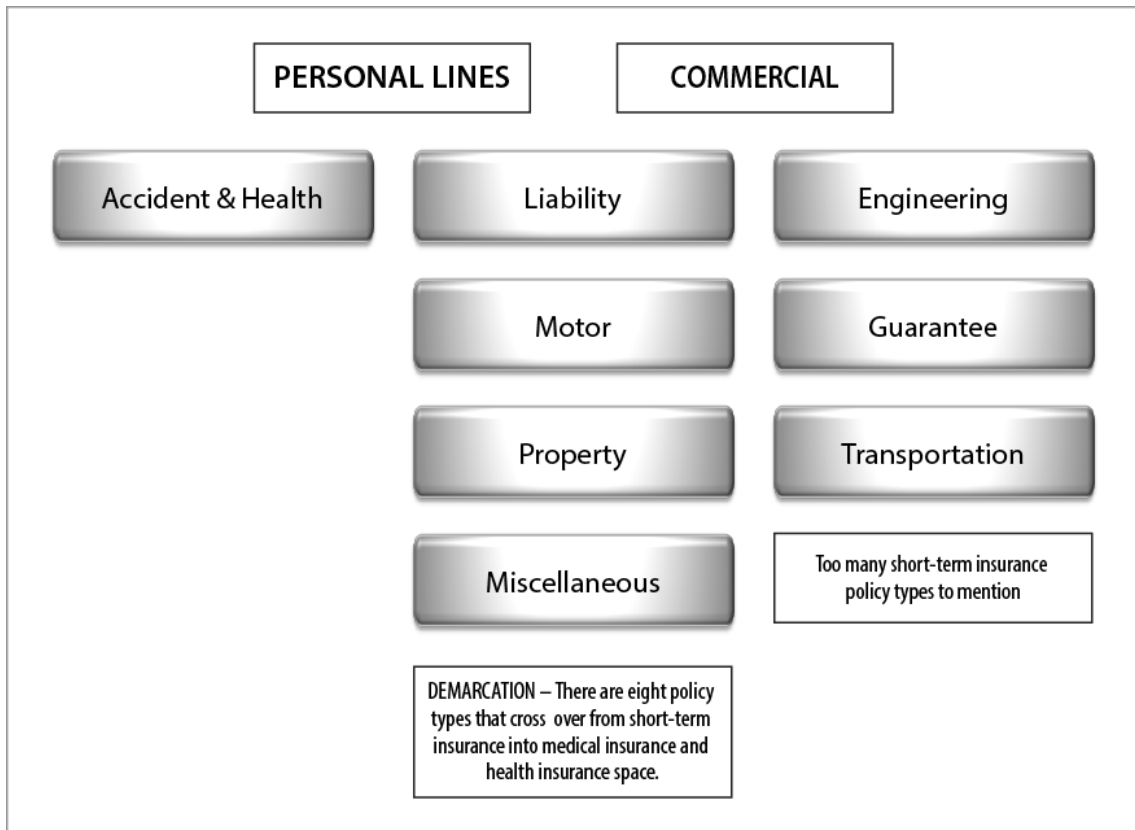 PERSONAL LINES
COMMERCIAL
Accident & Health
Liability
Engineering
Motor
Guarantee
Property
Transportation
Miscellaneous
Too many short-term insurance
policy types to mention
DEMARCATION – There are eight policy
types that cross over from short-term
insurance into medical insurance and
health insurance space.